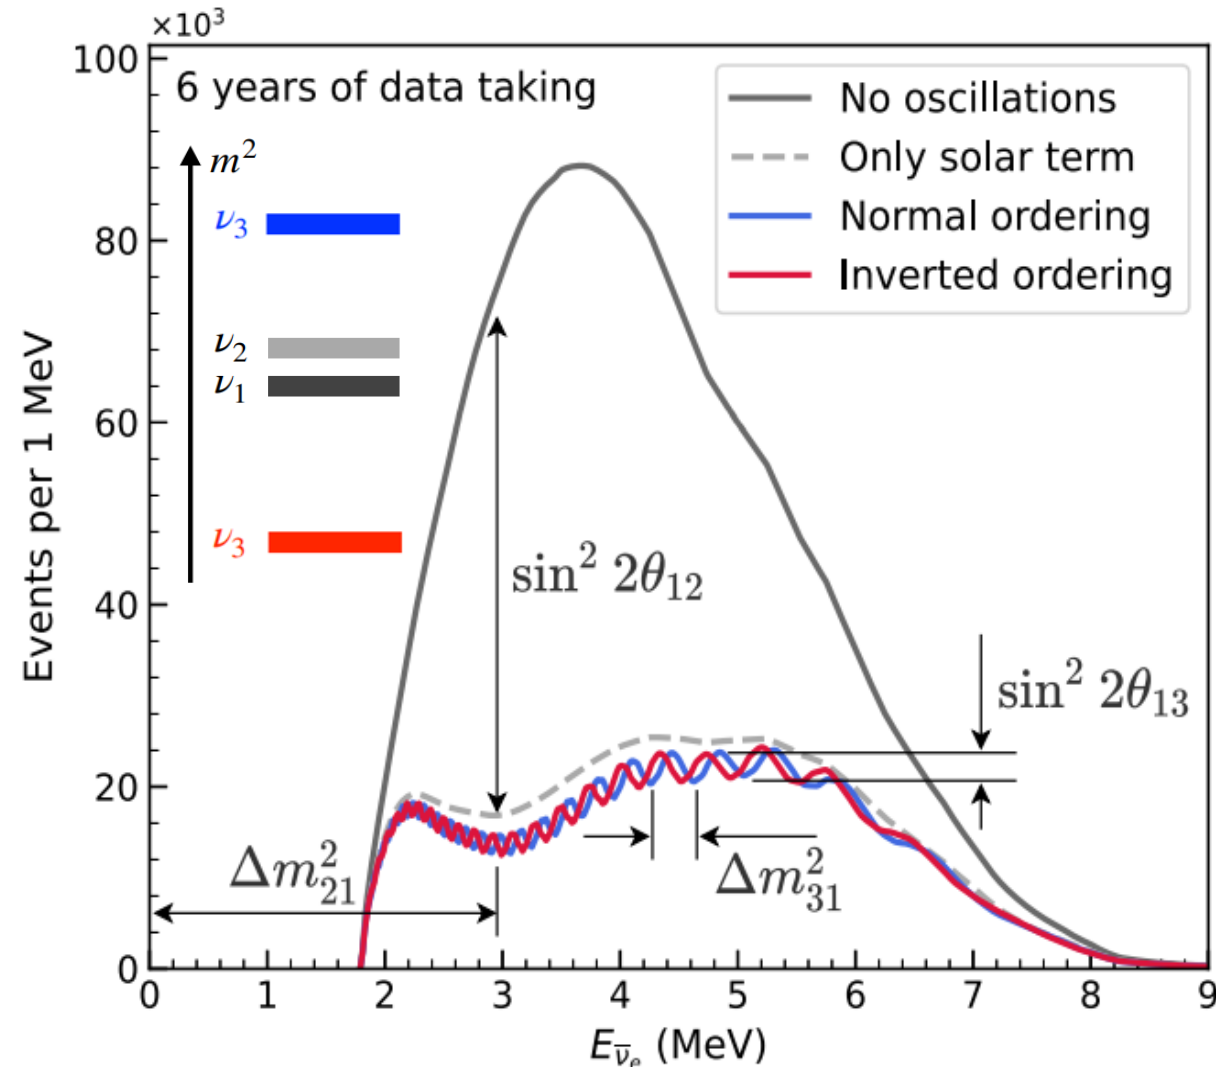 ×10³
100
80
60
40
20
0
Events per 1 MeV
6 years of data taking
m²
ν₃
ν₂
ν₁
ν₃
No oscillations
Only solar term
Normal ordering
Inverted ordering
sin² 2θ₁₂
sin² 2θ₁₃
Δm²₂₁
Δm²₃₁
0 1 2 3 4 5 6 7 8 9
E_ν̅ₑ (MeV)